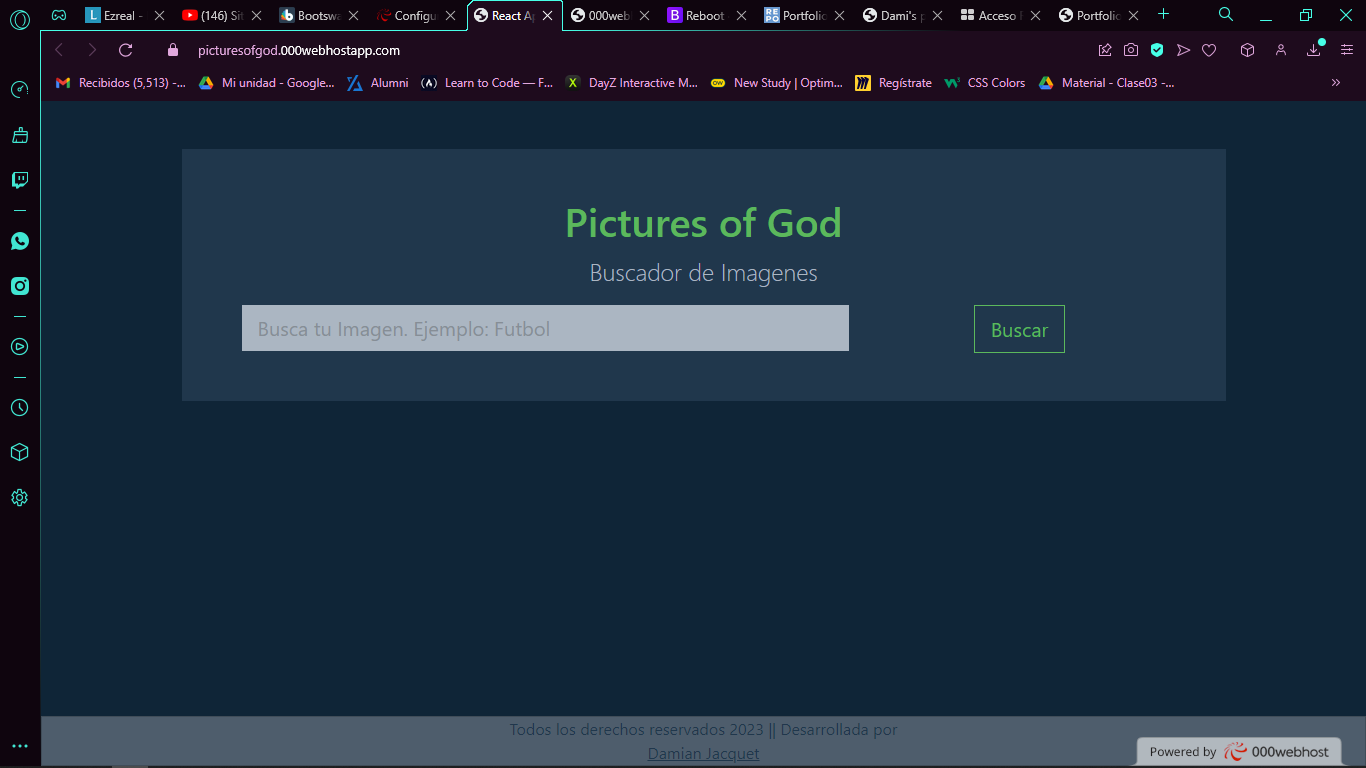 Ezreal -
(146) Sit
Bootswa
Configu
React Ap
000web
Reboot
Portfolio
Dami's p
Acceso
Portfolio
picturesofgod.000webhostapp.com
Recibidos (5,513) -...
Mi unidad - Google...
Alumni
Learn to Code — F...
DayZ Interactive M...
New Study | Optim...
Regístrate
CSS Colors
Material - Clase03 -...
Pictures of God
Buscador de Imagenes
Busca tu Imagen. Ejemplo: Futbol
Buscar
Todos los derechos reservados 2023 || Desarrollada por
Damian Jacquet
Powered by 000webhost